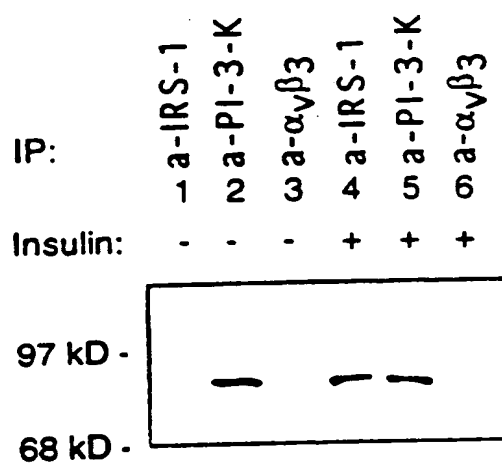 IP:
a-IRS-1
a-PI-3-K
a-αvβ3
a-IRS-1
a-PI-3-K
a-αvβ3
1 2 3 4 5 6
Insulin: - - - + + +
97 kD -
68 kD -